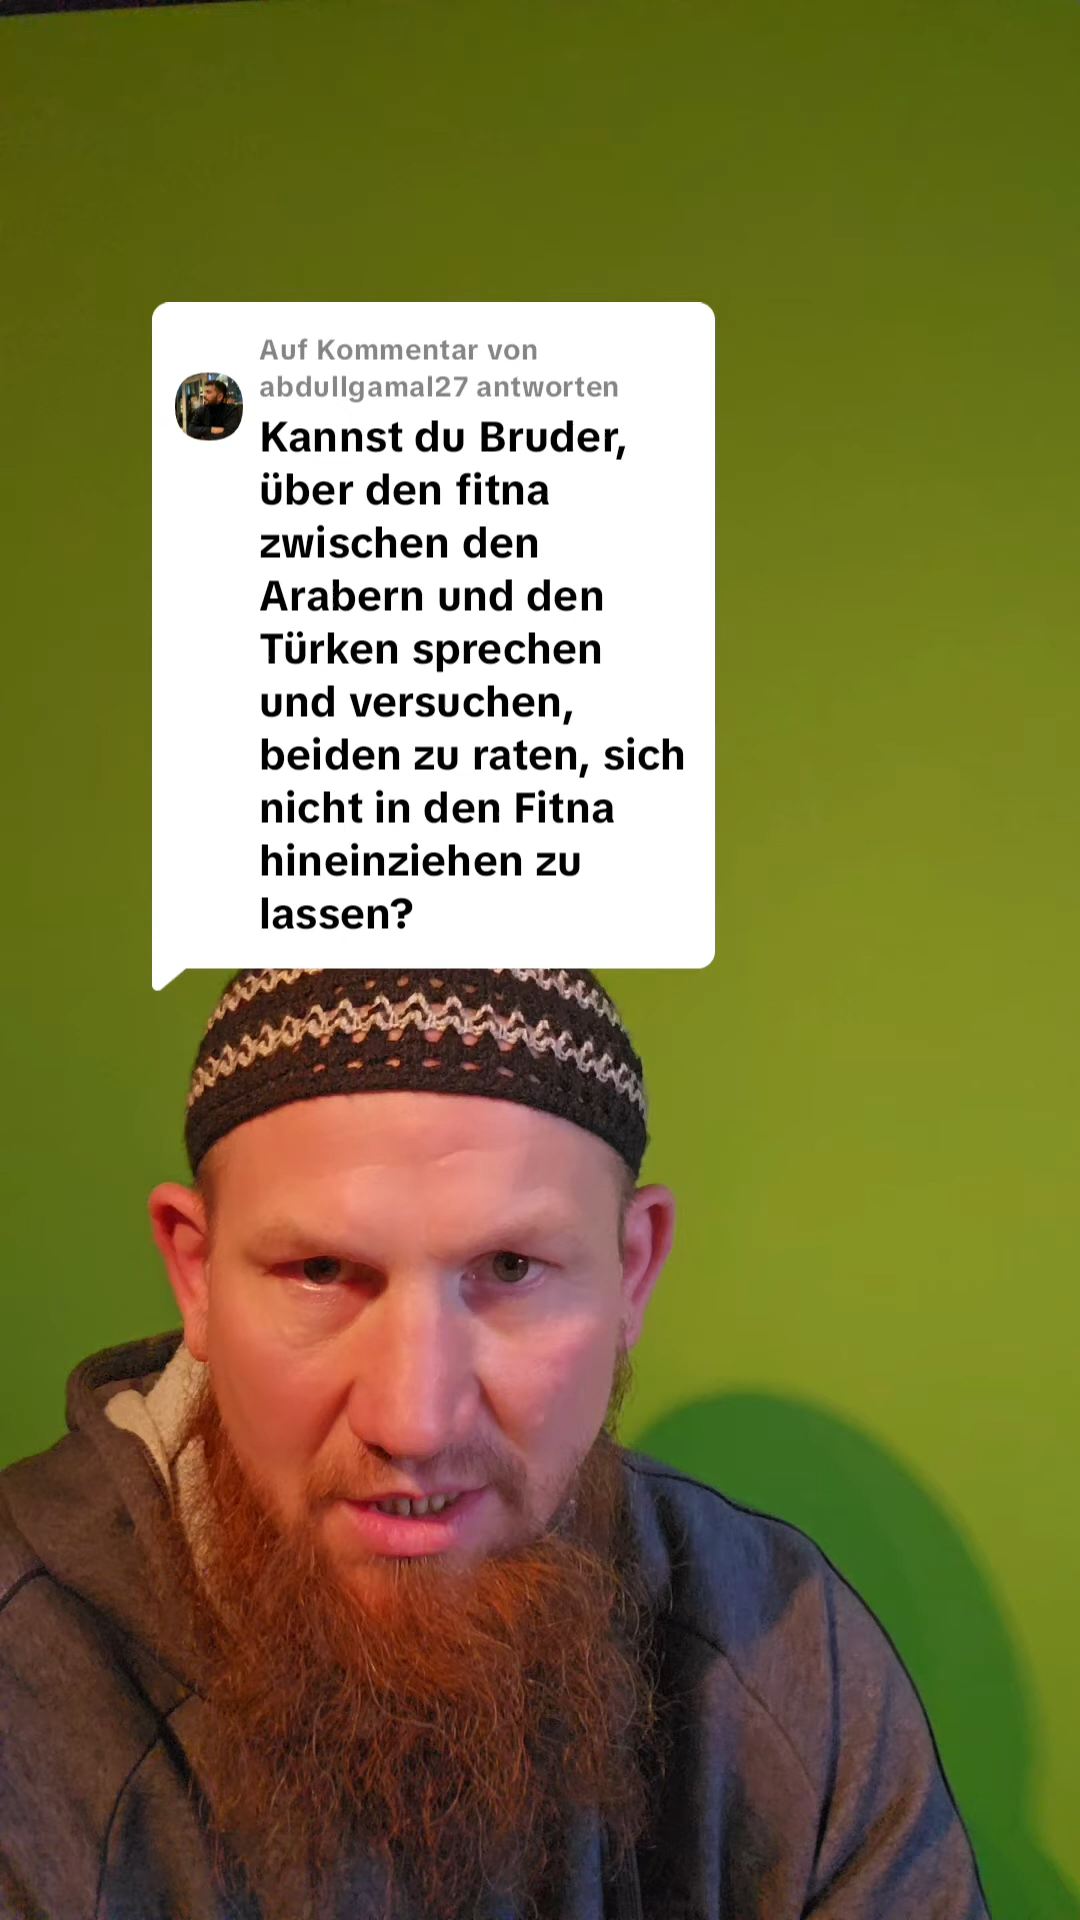 Auf Kommentar von
abdullgamal27 antworten
Kannst du Bruder,
über den fitna
zwischen den
Arabern und den
Türken sprechen
und versuchen,
beiden zu raten, sich
nicht in den Fitna
hineinziehen zu
lassen?